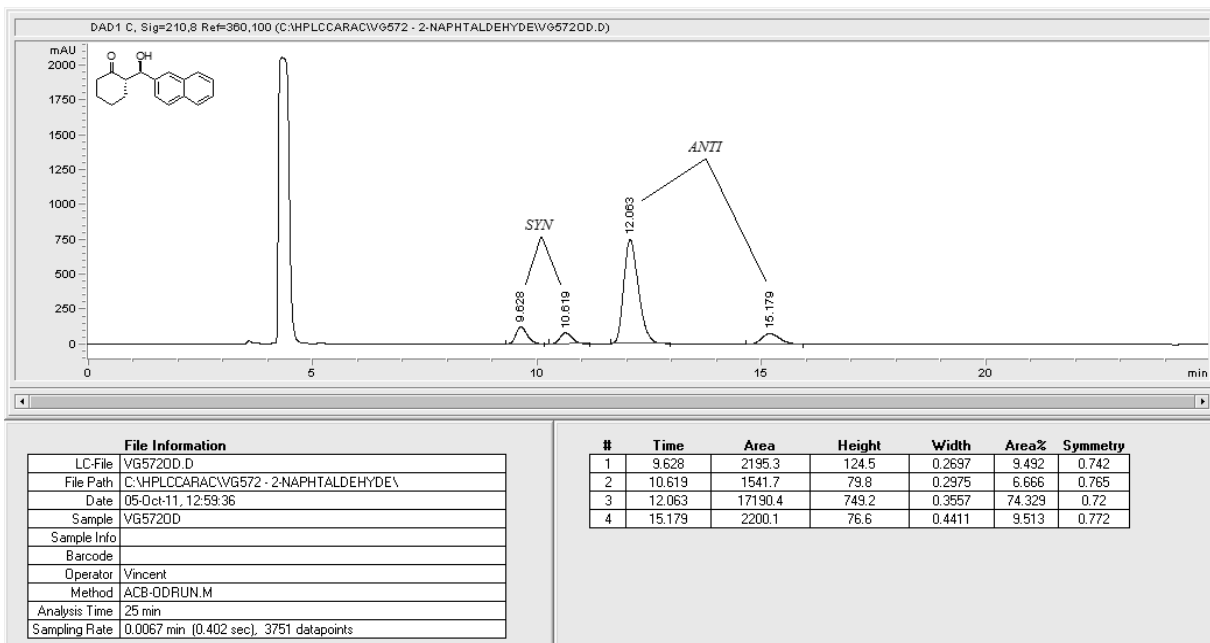 DAD1 C, Sig=210,8 Ref=360,100 (C:\HPLCCARAC\VG572 - 2-NAPHTALDEHYDE\VG572OD.D)
mAU
2000
1750
1500
1250
1000
750
500
250
0
O OH
SYN
ANTI
9.628
10.619
12.063
15.179
0 5 10 15 20 min
File Information
LC-File VG572OD.D
File Path C:\HPLCCARAC\VG572 - 2-NAPHTALDEHYDE\
Date 05-Oct-11, 12:59:36
Sample VG572OD
Sample Info
Barcode
Operator Vincent
Method ACB-ODRUN.M
Analysis Time 25 min
Sampling Rate 0.0067 min (0.402 sec), 3751 datapoints
# Time Area Height Width Area% Symmetry
1 9.628 2195.3 124.5 0.2697 9.492 0.742
2 10.619 1541.7 79.8 0.2975 6.666 0.765
3 12.063 17190.4 749.2 0.3557 74.329 0.72
4 15.179 2200.1 76.6 0.4411 9.513 0.772